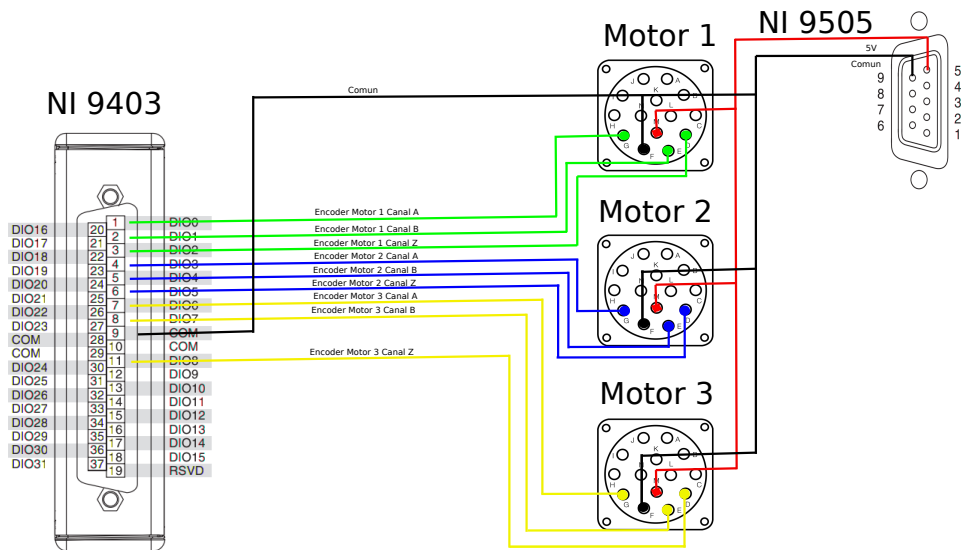 Motor 1
NI 9505
NI 9403
5V
Comun
9
8
7
6
5
4
3
2
1
Comun
J
A
K
I
B
N
L
H
M
C
G
F
E
D
Encoder Motor 1 Canal A
Encoder Motor 1 Canal B
Encoder Motor 1 Canal Z
Encoder Motor 2 Canal A
Encoder Motor 2 Canal B
Encoder Motor 2 Canal Z
Encoder Motor 3 Canal A
Encoder Motor 3 Canal B
Encoder Motor 3 Canal Z
Motor 2
J
A
K
I
B
N
L
H
M
C
G
F
E
D
DIO16 20 1 DIO0
DIO17 21 2 DIO1
DIO18 22 3 DIO2
DIO19 23 4 DIO3
DIO20 24 5 DIO4
DIO21 25 6 DIO5
DIO22 26 7 DIO6
DIO23 27 8 DIO7
COM 28 9 COM
COM 29 10 COM
DIO24 30 11 DIO8
DIO25 31 12 DIO9
DIO26 32 13 DIO10
DIO27 33 14 DIO11
DIO28 34 15 DIO12
DIO29 35 16 DIO13
DIO30 36 17 DIO14
DIO31 37 18 DIO15
19 RSVD
Motor 3
J
A
K
I
B
N
L
H
M
C
G
F
E
D